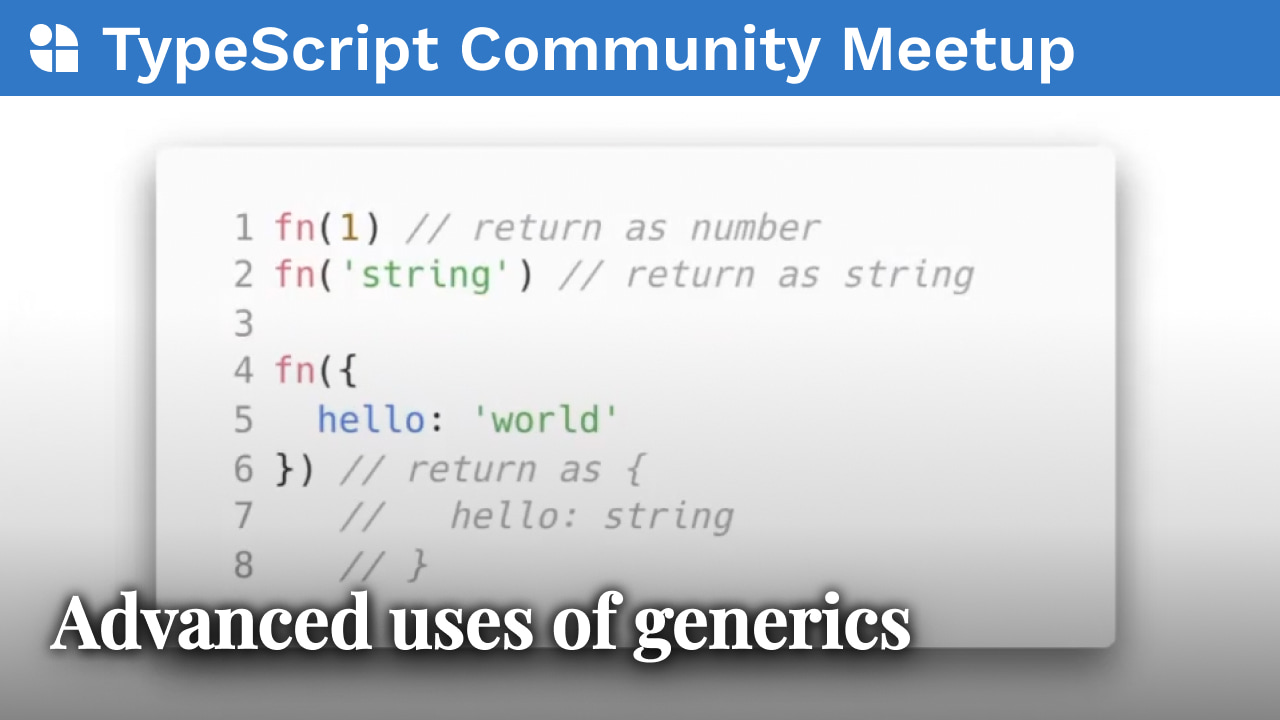 TypeScript Community Meetup
1 fn(1) // return as number
2 fn('string') // return as string
3
4 fn({
5   hello: 'world'
6 }) // return as {
7    //   hello: string
8    // }
Advanced uses of generics